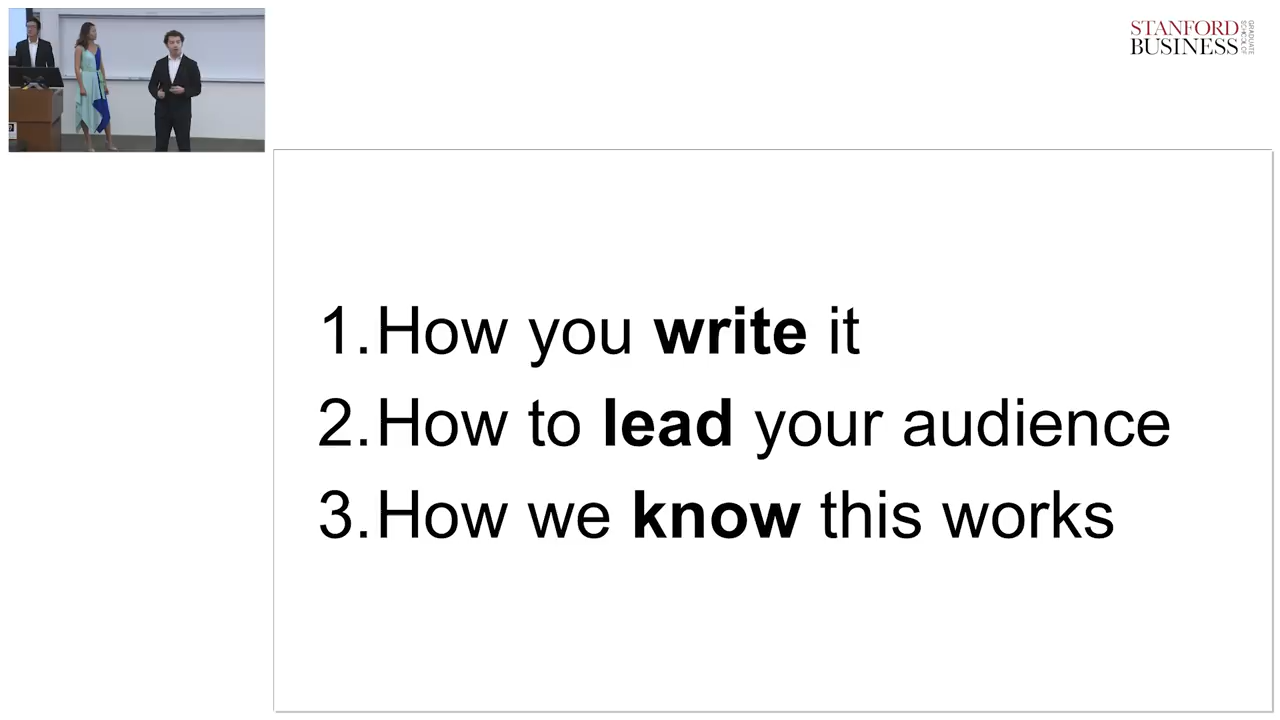 STANFORD
BUSINESS
GRADUATE
SCHOOL OF
1. How you write it
2. How to lead your audience
3. How we know this works